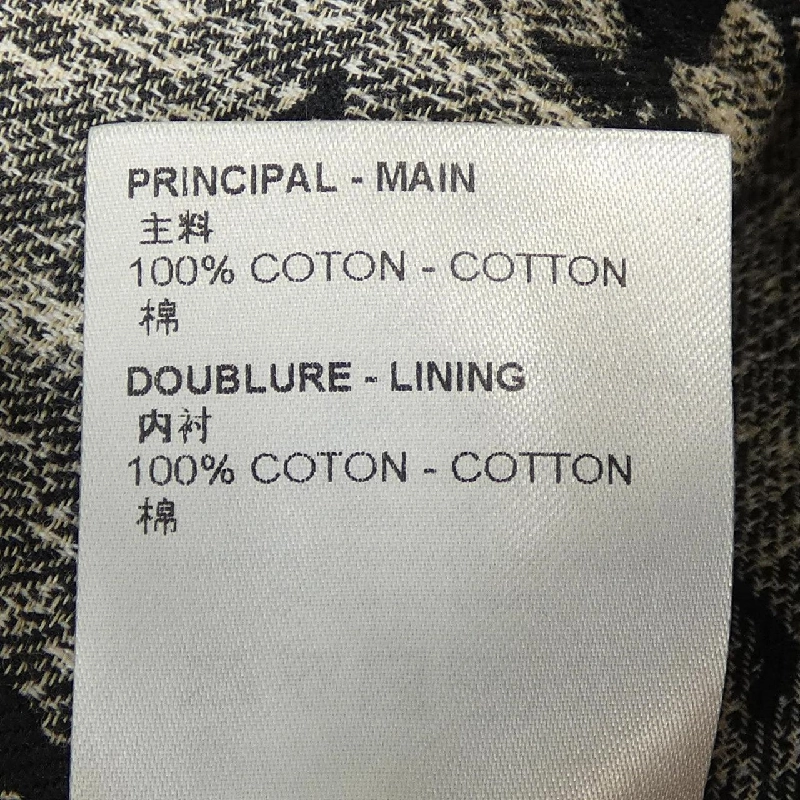 PRINCIPAL - MAIN
主料
100% COTON - COTTON
棉
DOUBLURE - LINING
内衬
100% COTON - COTTON
棉